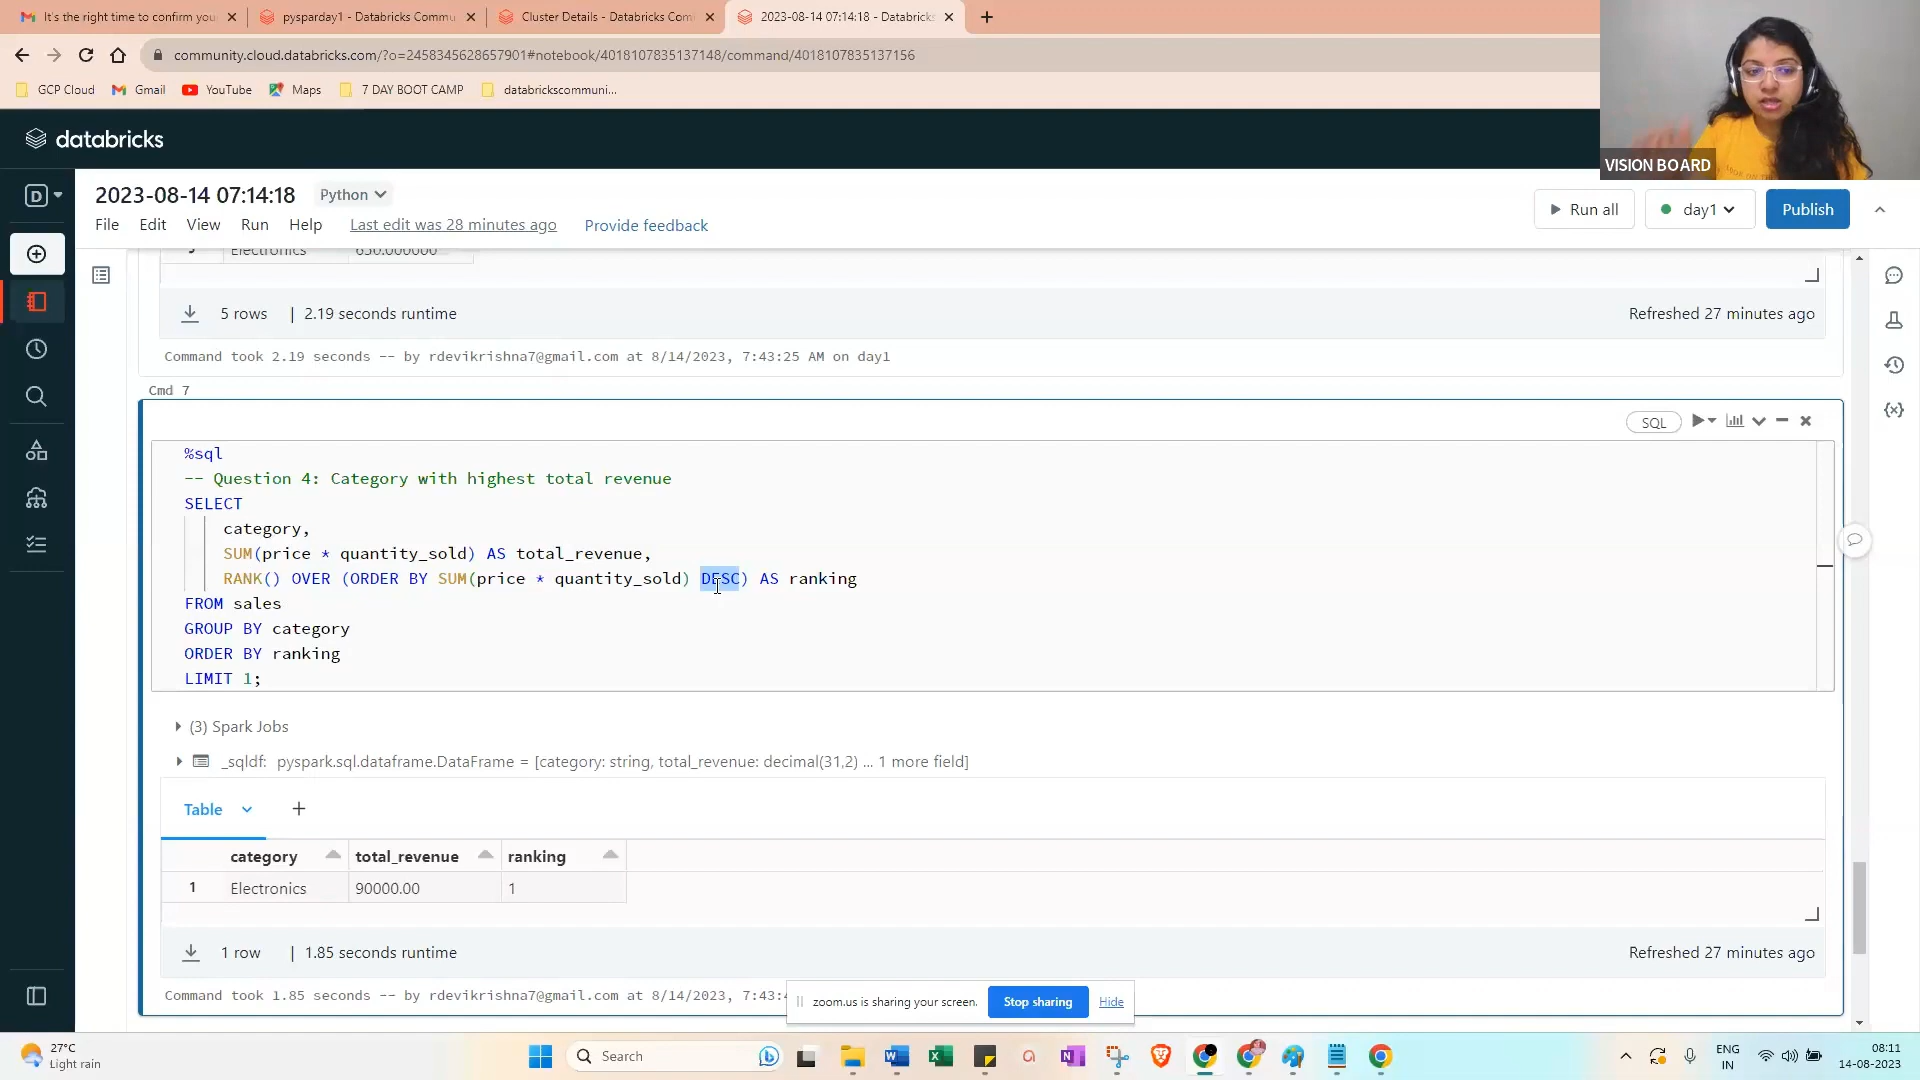 It's the right time to confirm you
pysparday1 - Databricks Commu
Cluster Details - Databricks Com
2023-08-14 07:14:18 - Databricks
community.cloud.databricks.com/?o=2458345628657901#notebook/4018107835137148/command/4018107835137156
GCP Cloud
Gmail
YouTube
Maps
7 DAY BOOT CAMP
databrickscommuni...
databricks
VISION BOARD
D
2023-08-14 07:14:18
Python
Run all
day1
Publish
File
Edit
View
Run
Help
Last edit was 28 minutes ago
Provide feedback
Electronics
650.000000
5 rows | 2.19 seconds runtime
Refreshed 27 minutes ago
Command took 2.19 seconds -- by rdevikrishna7@gmail.com at 8/14/2023, 7:43:25 AM on day1
Cmd 7
SQL
%sql
-- Question 4: Category with highest total revenue
SELECT
category,
SUM(price * quantity_sold) AS total_revenue,
RANK() OVER (ORDER BY SUM(price * quantity_sold) DESC) AS ranking
FROM sales
GROUP BY category
ORDER BY ranking
LIMIT 1;
(3) Spark Jobs
_sqldf: pyspark.sql.dataframe.DataFrame = [category: string, total_revenue: decimal(31,2) ... 1 more field]
Table
+
category total_revenue ranking
1 Electronics 90000.00 1
1 row | 1.85 seconds runtime
Refreshed 27 minutes ago
Command took 1.85 seconds -- by rdevikrishna7@gmail.com at 8/14/2023, 7:43:
zoom.us is sharing your screen.
Stop sharing
Hide
27°C
Light rain
Search
ENG
IN
08:11
14-08-2023